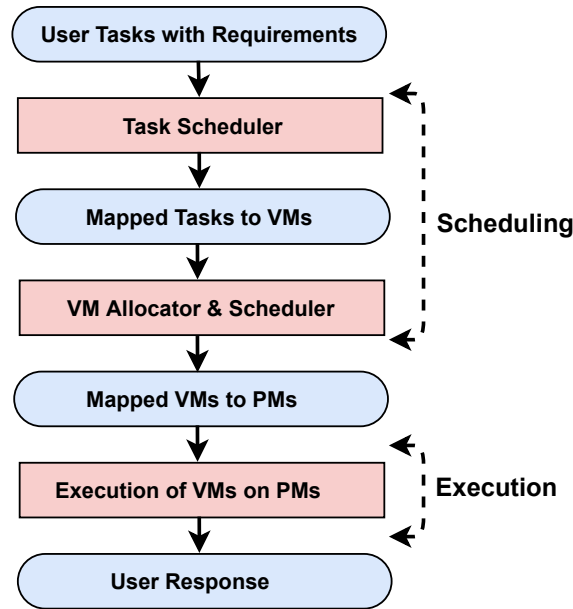 User Tasks with Requirements
Task Scheduler
Mapped Tasks to VMs
Scheduling
VM Allocator & Scheduler
Mapped VMs to PMs
Execution of VMs on PMs
Execution
User Response